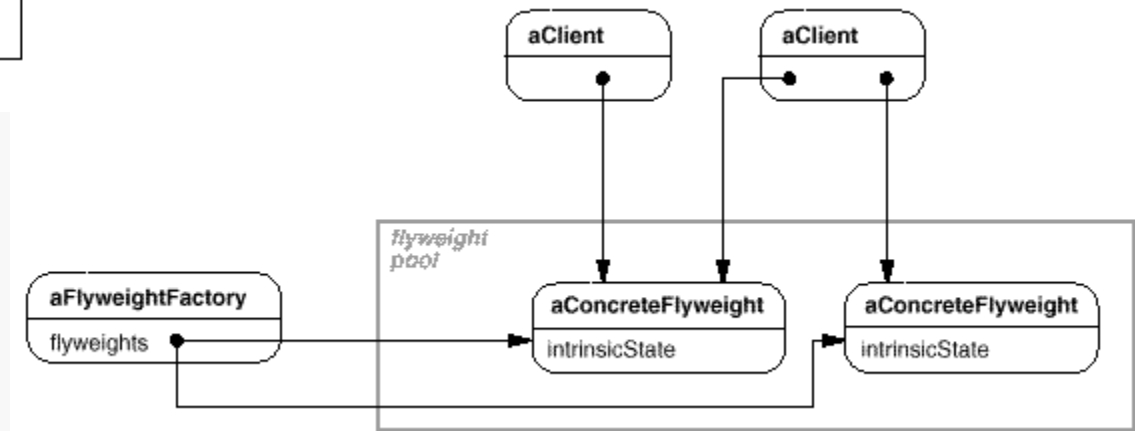 aClient
aClient
flyweight
pool
aFlyweightFactory
flyweights
aConcreteFlyweight
intrinsicState
aConcreteFlyweight
intrinsicState